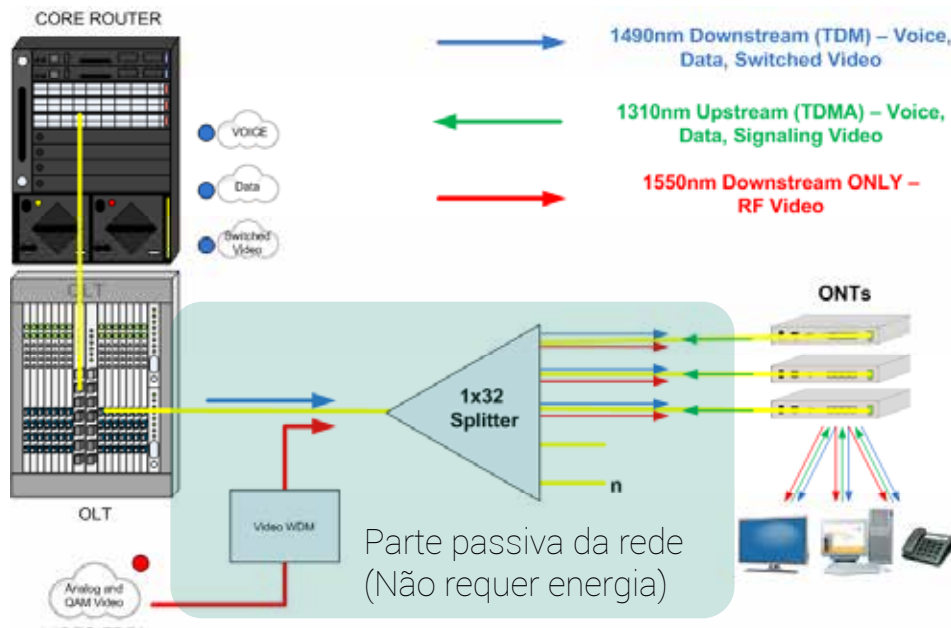 CORE ROUTER
1490nm Downstream (TDM) – Voice,
Data, Switched Video
VOICE
1310nm Upstream (TDMA) – Voice,
Data, Signaling Video
Data
1550nm Downstream ONLY –
RF Video
Switched
Video
OLT
ONTs
1x32
Splitter
n
OLT
Video WDM
Parte passiva da rede
(Não requer energia)
Analog and
QAM Video